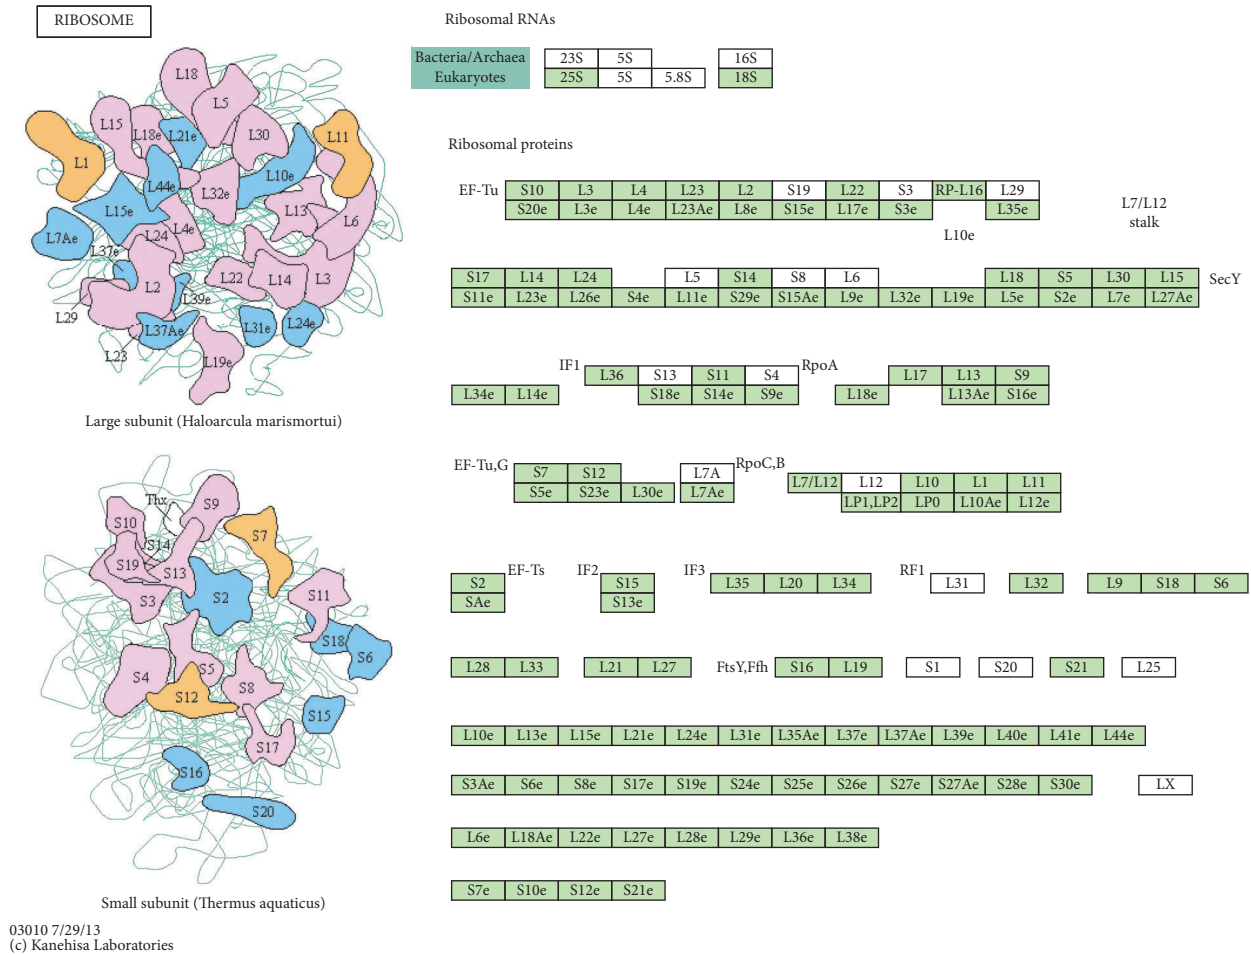 RIBOSOME
Ribosomal RNAs
Bacteria/Archaea 23S 5S 16S
Eukaryotes 25S 5S 5.8S 18S
Ribosomal proteins
EF-Tu S10 L3 L4 L23 L2 S19 L22 S3 RP-L16 L29
S20e L3e L4e L23Ae L8e S15e L17e S3e L35e
L10e
L7/L12
stalk
S17 L14 L24 L5 S14 S8 L6 L18 S5 L30 L15 SecY
S11e L23e L26e S4e L11e S29e S15Ae L9e L32e L19e L5e S2e L7e L27Ae
IF1 L36 S13 S11 S4 RpoA L17 L13 S9
L34e L14e S18e S14e S9e L18e L13Ae S16e
EF-Tu,G S7 S12 L7A RpoC,B L7/L12 L12 L10 L1 L11
S5e S23e L30e L7Ae LP1,LP2 LP0 L10Ae L12e
S2 EF-Ts IF2 S15 IF3 L35 L20 L34 RF1 L31 L32 L9 S18 S6
SAe S13e
L28 L33 L21 L27 FtsY,Ffh S16 L19 S1 S20 S21 L25
L10e L13e L15e L21e L24e L31e L35Ae L37e L37Ae L39e L40e L41e L44e
S3Ae S6e S8e S17e S19e S24e S25e S26e S27e S27Ae S28e S30e LX
L6e L18Ae L22e L27e L28e L29e L36e L38e
S7e S10e S12e S21e
L18
L5
L15
L18e
L21e
L30
L11
L1
L44e
L10e
L32e
L15e
L13
L6
L7Ae
L4e
L24
L37e
L22
L14
L3
L2
L39e
L29
L37Ae
L31e
L24e
L23
L19e
Large subunit (Haloarcula marismortui)
Thx
S9
S10
S7
S14
S19
S13
S3
S2
S11
S18
S6
S4
S5
S12
S8
S15
S17
S16
S20
Small subunit (Thermus aquaticus)
03010 7/29/13
(c) Kanehisa Laboratories